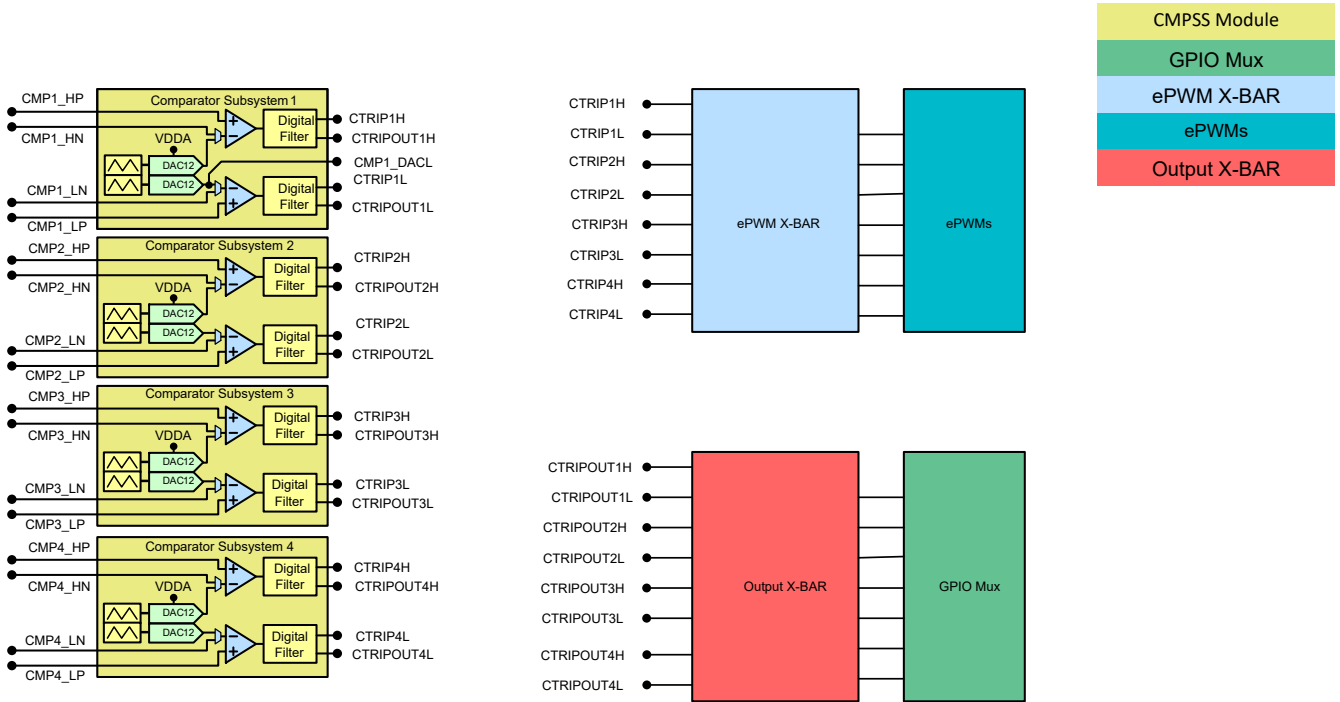 CMPSS Module
GPIO Mux
ePWM X-BAR
ePWMs
Output X-BAR
Comparator Subsystem 1
CMP1_HP
CMP1_HN
VDDA
DAC12
DAC12
CMP1_LN
CMP1_LP
Digital
Filter
Digital
Filter
CTRIP1H
CTRIPOUT1H
CMP1_DACL
CTRIP1L
CTRIPOUT1L
Comparator Subsystem 2
CMP2_HP
CMP2_HN
VDDA
DAC12
DAC12
CMP2_LN
CMP2_LP
Digital
Filter
Digital
Filter
CTRIP2H
CTRIPOUT2H
CTRIP2L
CTRIPOUT2L
Comparator Subsystem 3
CMP3_HP
CMP3_HN
VDDA
DAC12
DAC12
CMP3_LN
CMP3_LP
Digital
Filter
Digital
Filter
CTRIP3H
CTRIPOUT3H
CTRIP3L
CTRIPOUT3L
Comparator Subsystem 4
CMP4_HP
CMP4_HN
VDDA
DAC12
DAC12
CMP4_LN
CMP4_LP
Digital
Filter
Digital
Filter
CTRIP4H
CTRIPOUT4H
CTRIP4L
CTRIPOUT4L
CTRIP1H
CTRIP1L
CTRIP2H
CTRIP2L
CTRIP3H
CTRIP3L
CTRIP4H
CTRIP4L
ePWM X-BAR
ePWMs
CTRIPOUT1H
CTRIPOUT1L
CTRIPOUT2H
CTRIPOUT2L
CTRIPOUT3H
CTRIPOUT3L
CTRIPOUT4H
CTRIPOUT4L
Output X-BAR
GPIO Mux